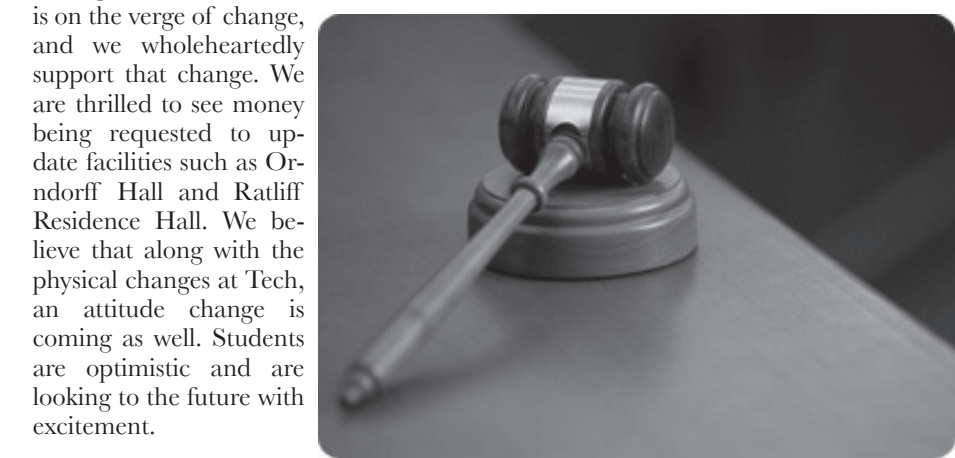 is on the verge of change,
and we wholeheartedly
support that change. We
are thrilled to see money
being requested to up-
date facilities such as Or-
ndorff Hall and Ratliff
Residence Hall. We be-
lieve that along with the
physical changes at Tech,
an attitude change is
coming as well. Students
are optimistic and are
looking to the future with
excitement.